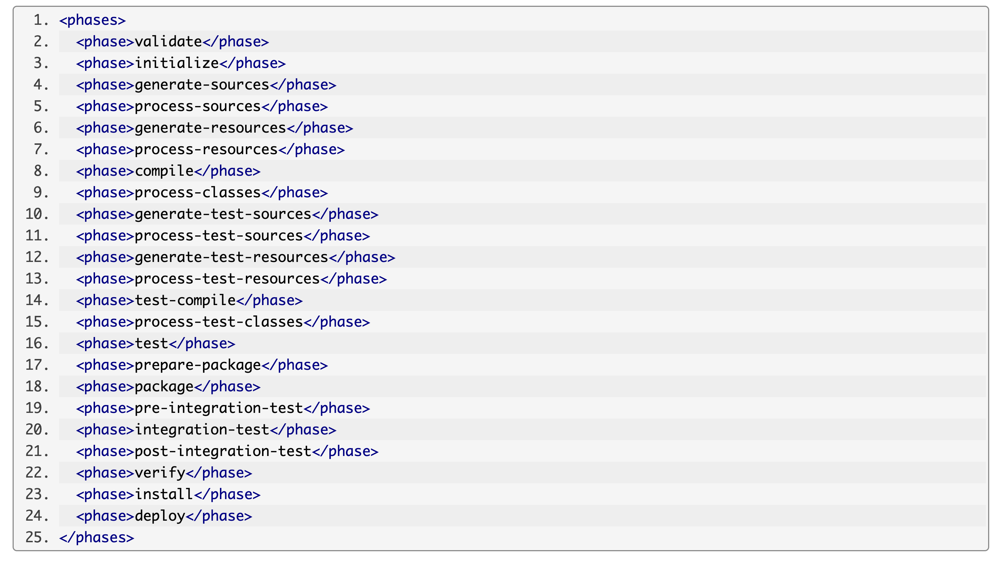 1. <phases>
2.   <phase>validate</phase>
3.   <phase>initialize</phase>
4.   <phase>generate-sources</phase>
5.   <phase>process-sources</phase>
6.   <phase>generate-resources</phase>
7.   <phase>process-resources</phase>
8.   <phase>compile</phase>
9.   <phase>process-classes</phase>
10.   <phase>generate-test-sources</phase>
11.   <phase>process-test-sources</phase>
12.   <phase>generate-test-resources</phase>
13.   <phase>process-test-resources</phase>
14.   <phase>test-compile</phase>
15.   <phase>process-test-classes</phase>
16.   <phase>test</phase>
17.   <phase>prepare-package</phase>
18.   <phase>package</phase>
19.   <phase>pre-integration-test</phase>
20.   <phase>integration-test</phase>
21.   <phase>post-integration-test</phase>
22.   <phase>verify</phase>
23.   <phase>install</phase>
24.   <phase>deploy</phase>
25. </phases>